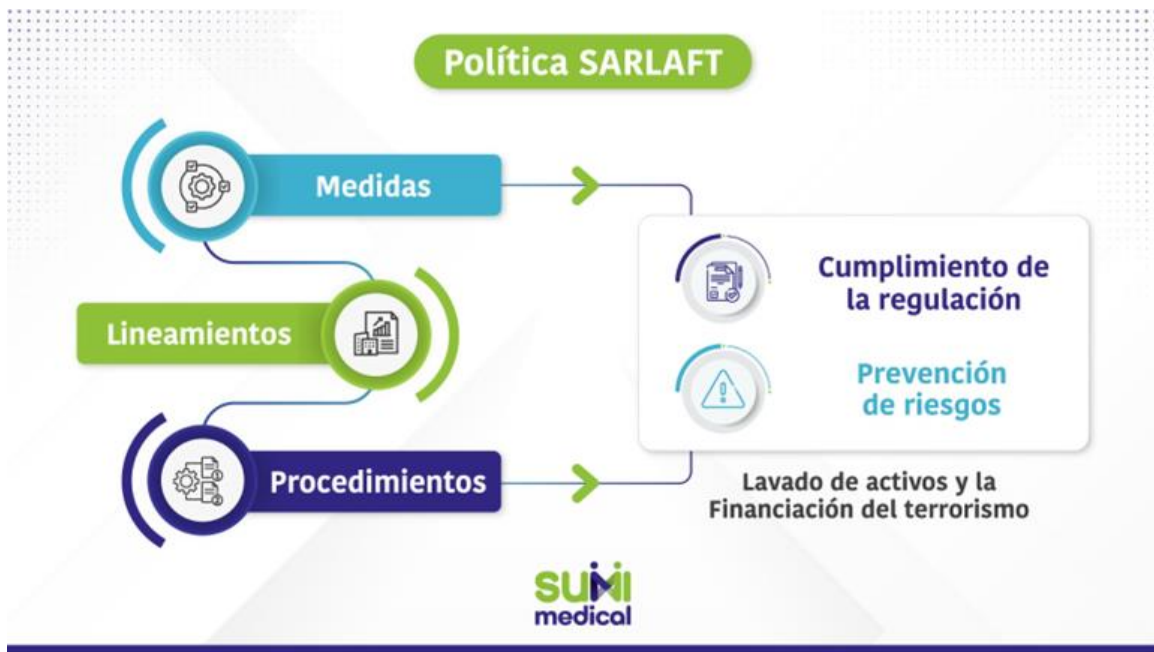 Política SARLAFT
Medidas
Lineamientos
Procedimientos
Cumplimiento de
la regulación
Prevención
de riesgos
Lavado de activos y la
Financiación del terrorismo
sumi
medical